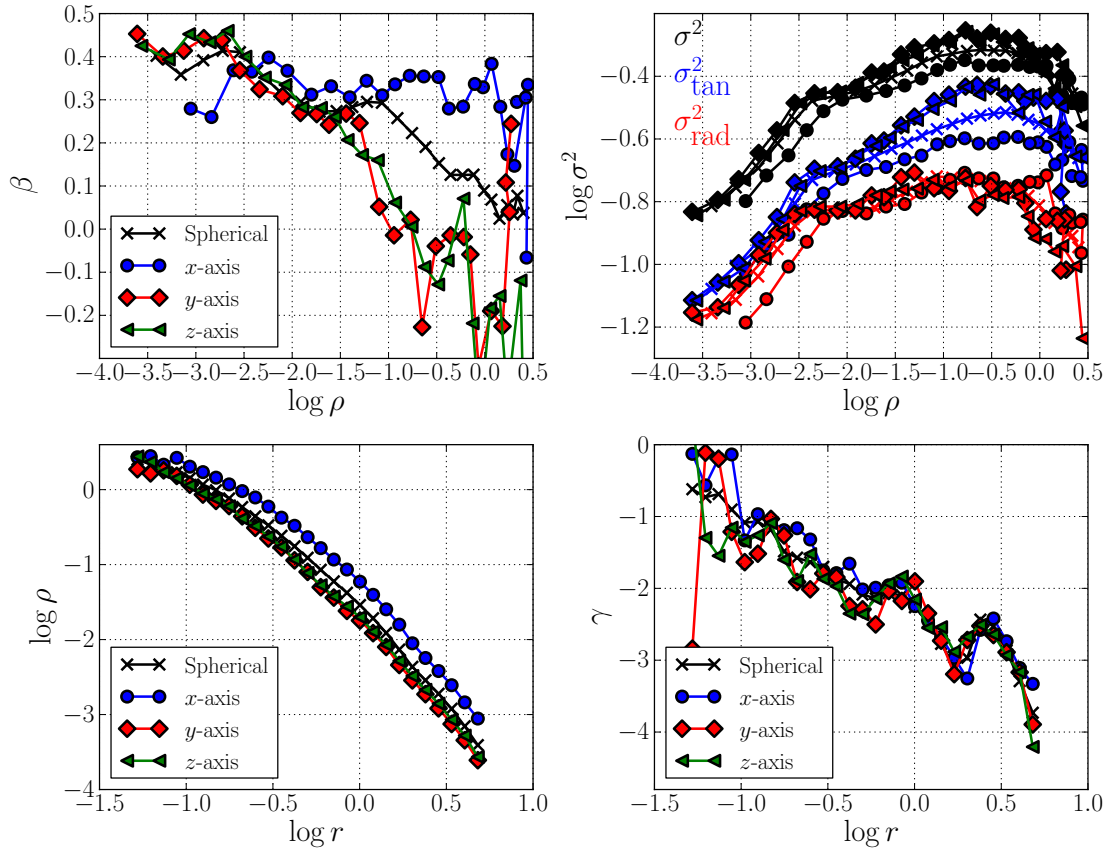 0.5
0.4
0.3
0.2
0.1
0.0
−0.1
−0.2
β
Spherical
x-axis
y-axis
z-axis
−4.0 −3.5 −3.0 −2.5 −2.0 −1.5 −1.0 −0.5 0.0 0.5
log ρ
σ²
σ²tan
σ²rad
−0.4
−0.6
−0.8
−1.0
−1.2
log σ²
−4.0 −3.5 −3.0 −2.5 −2.0 −1.5 −1.0 −0.5 0.0 0.5
log ρ
0
−1
−2
−3
−4
log ρ
Spherical
x-axis
y-axis
z-axis
−1.5 −1.0 −0.5 0.0 0.5 1.0
log r
0
−1
−2
−3
−4
γ
Spherical
x-axis
y-axis
z-axis
−1.5 −1.0 −0.5 0.0 0.5 1.0
log r